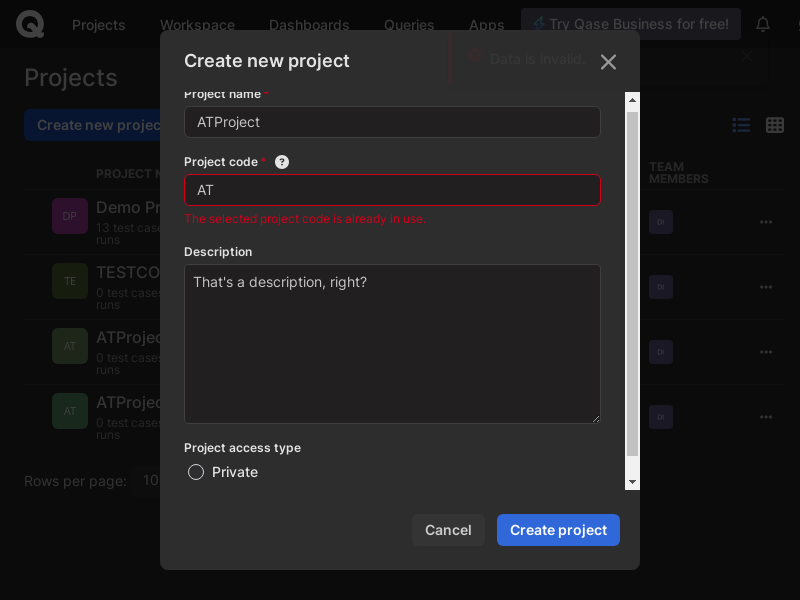 Projects
Workspace
Dashboards
Queries
Apps
Try Qase Business for free!
Projects
Create new projec
PROJECT N
TEAM
MEMBERS
DP
Demo Pr
13 test case
runs
DI
TE
TESTCO
0 test cases
runs
DI
AT
ATProjec
0 test cases
runs
DI
AT
ATProjec
0 test cases
runs
DI
Rows per page:
10
Data is invalid.
Create new project
Project name *
ATProject
Project code *
?
AT
The selected project code is already in use.
Description
That's a description, right?
Project access type
Private
Cancel
Create project